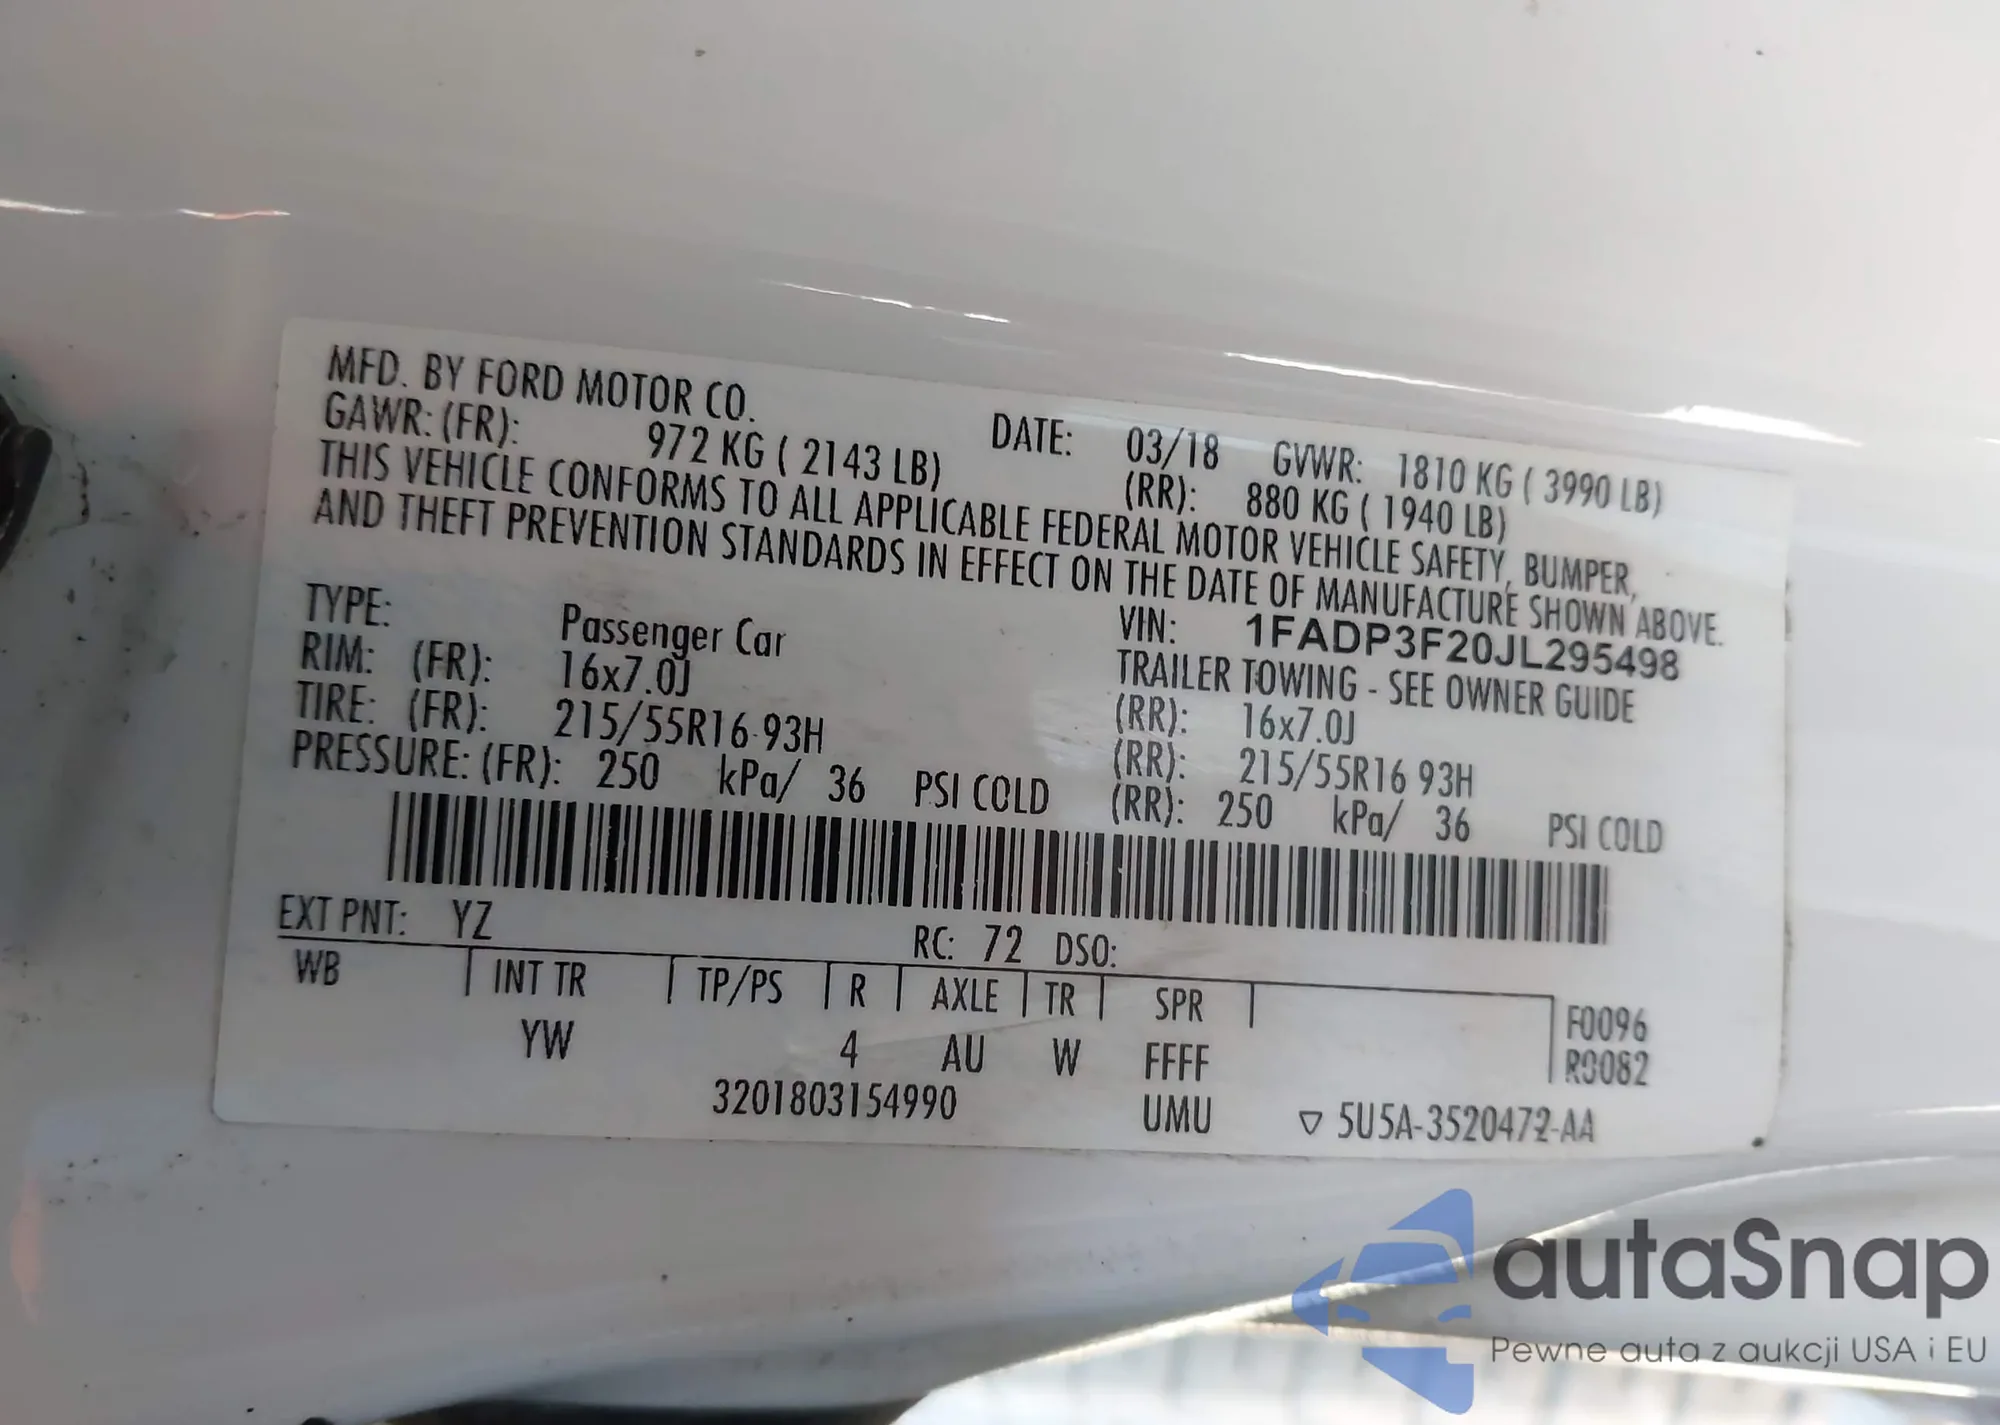 MFD. BY FORD MOTOR CO. DATE: 03/18 GVWR: 1810 KG ( 3990 LB)
GAWR: (FR): 972 KG ( 2143 LB) (RR): 880 KG ( 1940 LB)
THIS VEHICLE CONFORMS TO ALL APPLICABLE FEDERAL MOTOR VEHICLE SAFETY, BUMPER,
AND THEFT PREVENTION STANDARDS IN EFFECT ON THE DATE OF MANUFACTURE SHOWN ABOVE.
VIN: 1FADP3F20JL295498
TYPE: Passenger Car TRAILER TOWING - SEE OWNER GUIDE
RIM: (FR): 16x7.0J (RR): 16x7.0J
TIRE: (FR): 215/55R16 93H (RR): 215/55R16 93H
PRESSURE: (FR): 250 kPa/ 36 PSI COLD (RR): 250 kPa/ 36 PSI COLD
EXT PNT: YZ RC: 72 DSO:
WB INT TR TP/PS R AXLE TR SPR F0096
YW 4 AU W FFFF R0082
3201803154990 UMU ▽ 5U5A-3520472-AA
autaSnap
Pewne auta z aukcji USA i EU